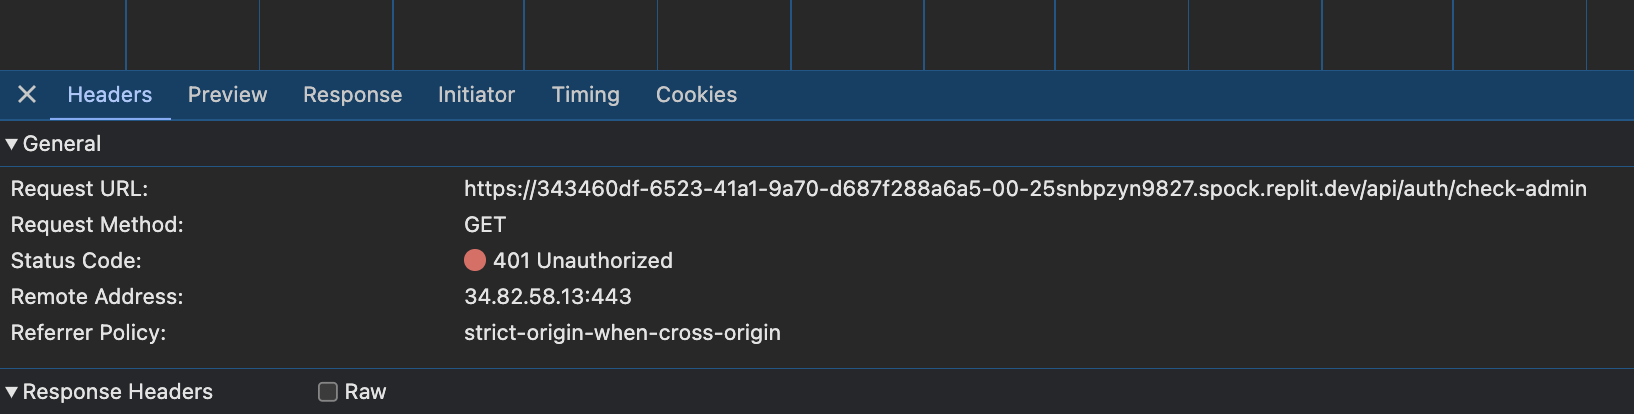 Headers Preview Response Initiator Timing Cookies
General
Request URL: https://343460df-6523-41a1-9a70-d687f288a6a5-00-25snbpzyn9827.spock.replit.dev/api/auth/check-admin
Request Method: GET
Status Code: 401 Unauthorized
Remote Address: 34.82.58.13:443
Referrer Policy: strict-origin-when-cross-origin
Response Headers Raw